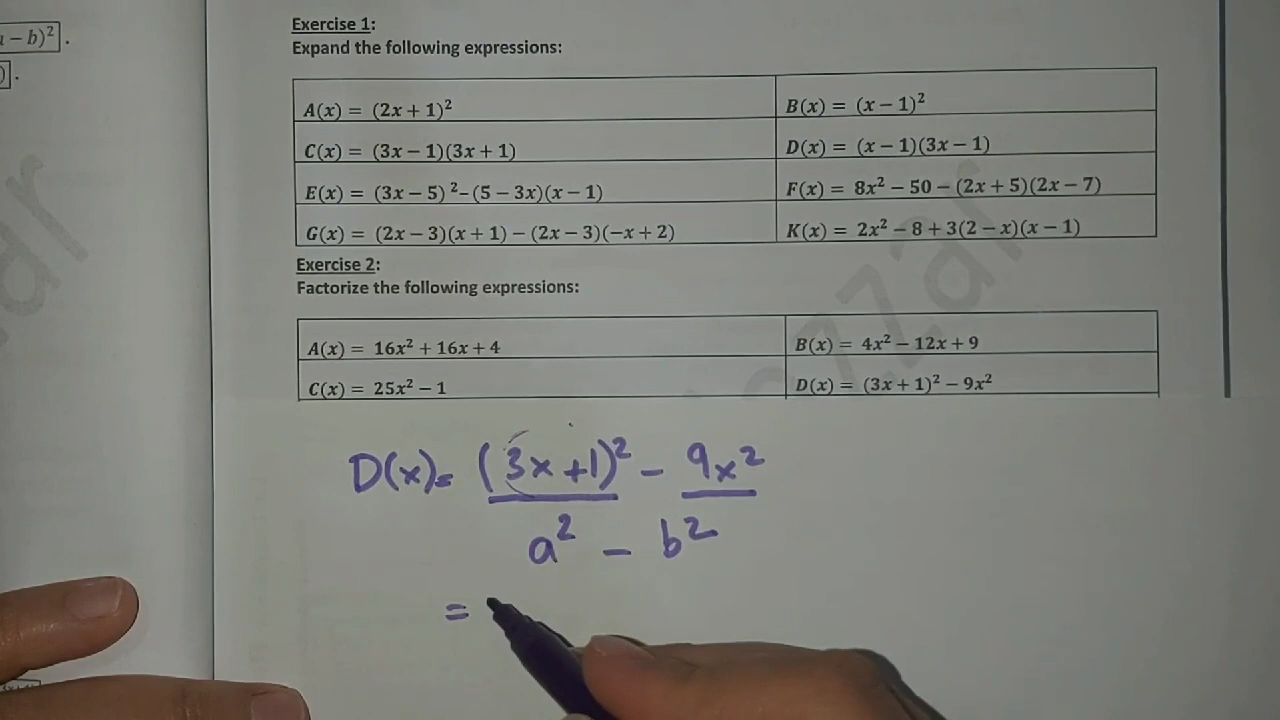 a − b)²
).
Exercise 1:
Expand the following expressions:
A(x) = (2x + 1)²
B(x) = (x − 1)²
C(x) = (3x − 1)(3x + 1)
D(x) = (x − 1)(3x − 1)
E(x) = (3x − 5) ²−(5 − 3x)(x − 1)
F(x) = 8x² − 50 − (2x + 5)(2x − 7)
G(x) = (2x − 3)(x + 1) − (2x − 3)(−x + 2)
K(x) = 2x² − 8 + 3(2 − x)(x − 1)
Exercise 2:
Factorize the following expressions:
A(x) = 16x² + 16x + 4
B(x) = 4x² − 12x + 9
C(x) = 25x² − 1
D(x) = (3x + 1)² − 9x²
D(x)= (3x +1)² − 9x²
a² − b²
=